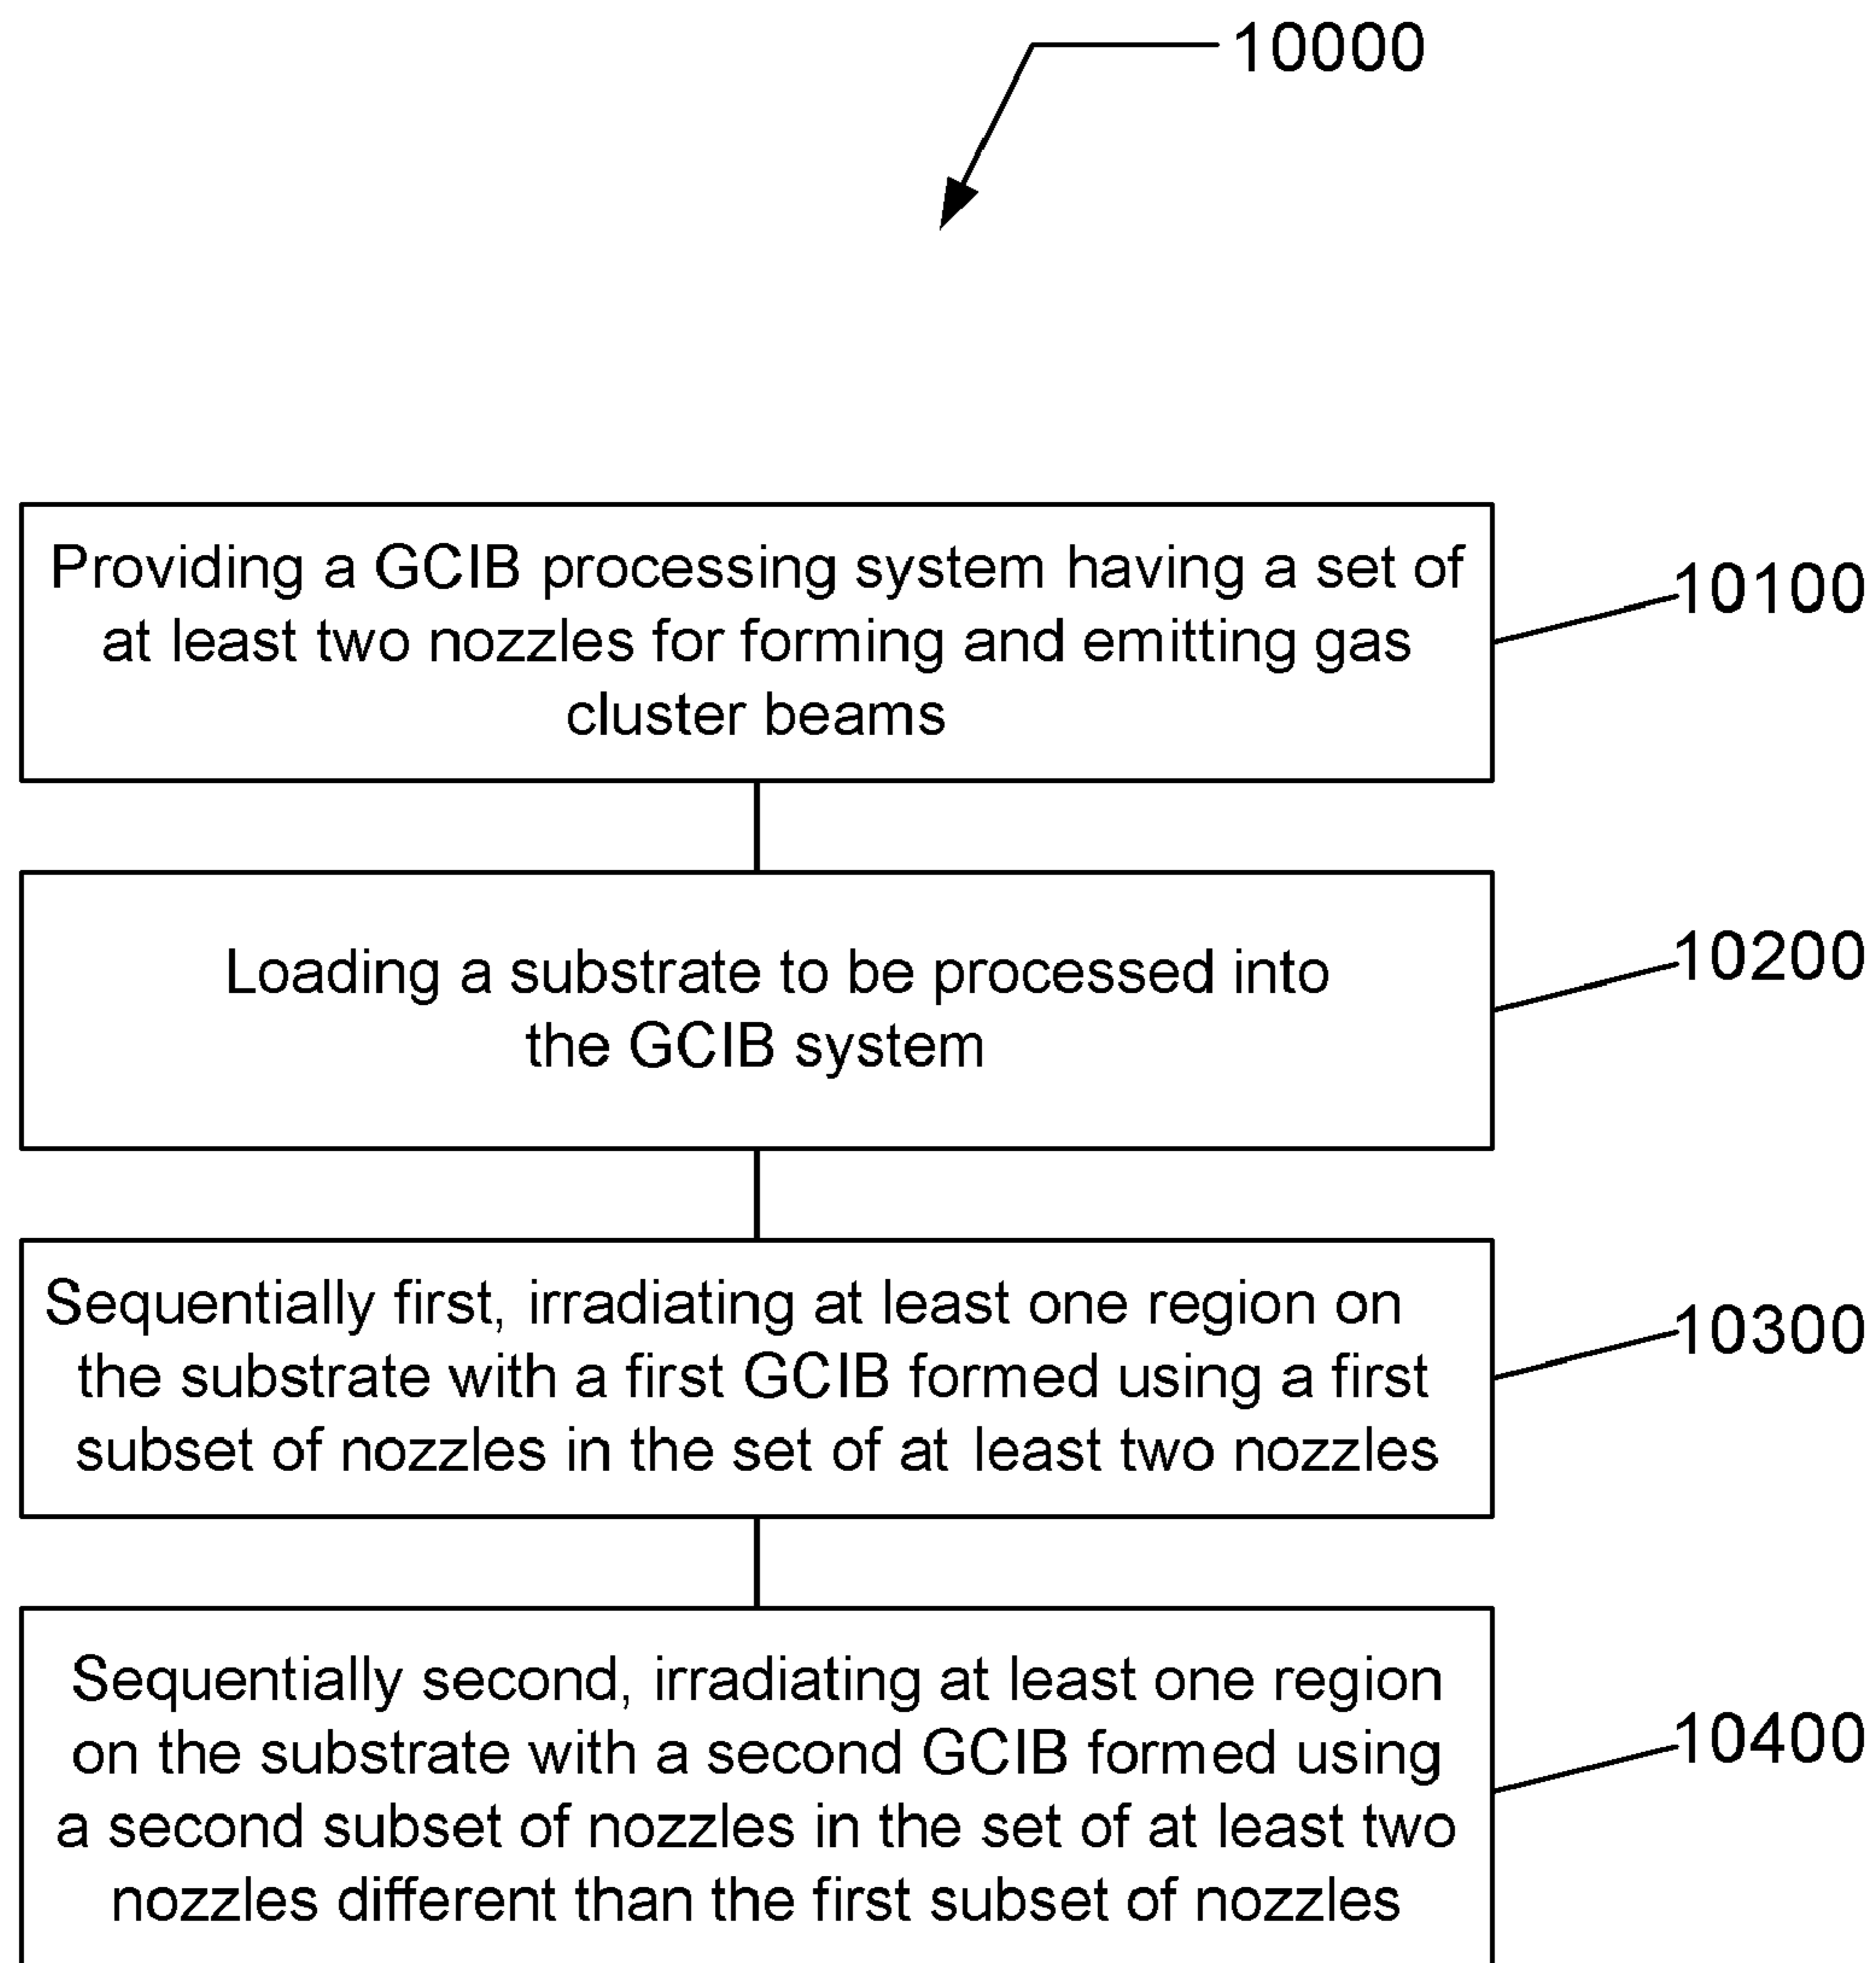 10000
Providing a GCIB processing system having a set of
at least two nozzles for forming and emitting gas
cluster beams
10100
Loading a substrate to be processed into
the GCIB system
10200
Sequentially first, irradiating at least one region on
the substrate with a first GCIB formed using a first
subset of nozzles in the set of at least two nozzles
10300
Sequentially second, irradiating at least one region
on the substrate with a second GCIB formed using
a second subset of nozzles in the set of at least two
nozzles different than the first subset of nozzles
10400